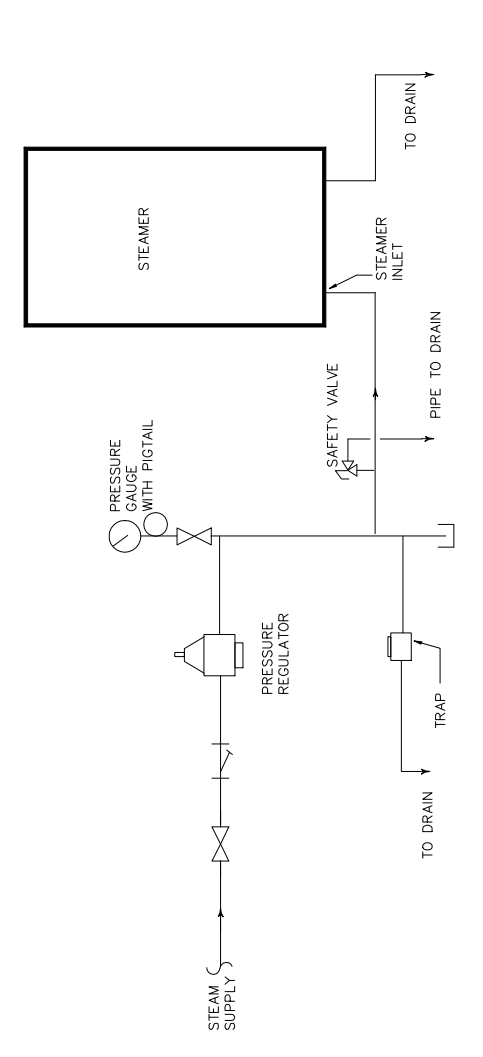 STEAM
SUPPLY
PRESSURE
REGULATOR
PRESSURE
GAUGE
WITH PIGTAIL
TO DRAIN
TRAP
SAFETY VALVE
PIPE TO DRAIN
STEAMER
STEAMER
INLET
TO DRAIN